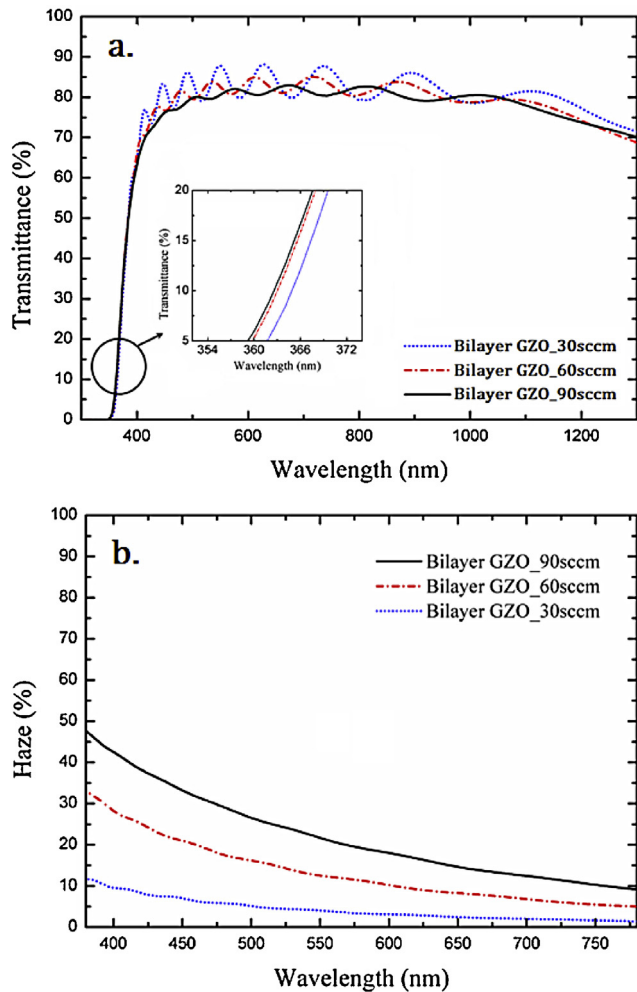 a.
100
90
80
70
60
50
40
30
20
10
0
Transmittance (%)
20
15
10
5
Transmittance (%)
354 360 366 372
Wavelength (nm)
Bilayer GZO_30sccm
Bilayer GZO_60sccm
Bilayer GZO_90sccm
400 600 800 1000 1200
Wavelength (nm)
b.
100
90
80
70
60
50
40
30
20
10
0
Haze (%)
Bilayer GZO_90sccm
Bilayer GZO_60sccm
Bilayer GZO_30sccm
400 450 500 550 600 650 700 750
Wavelength (nm)